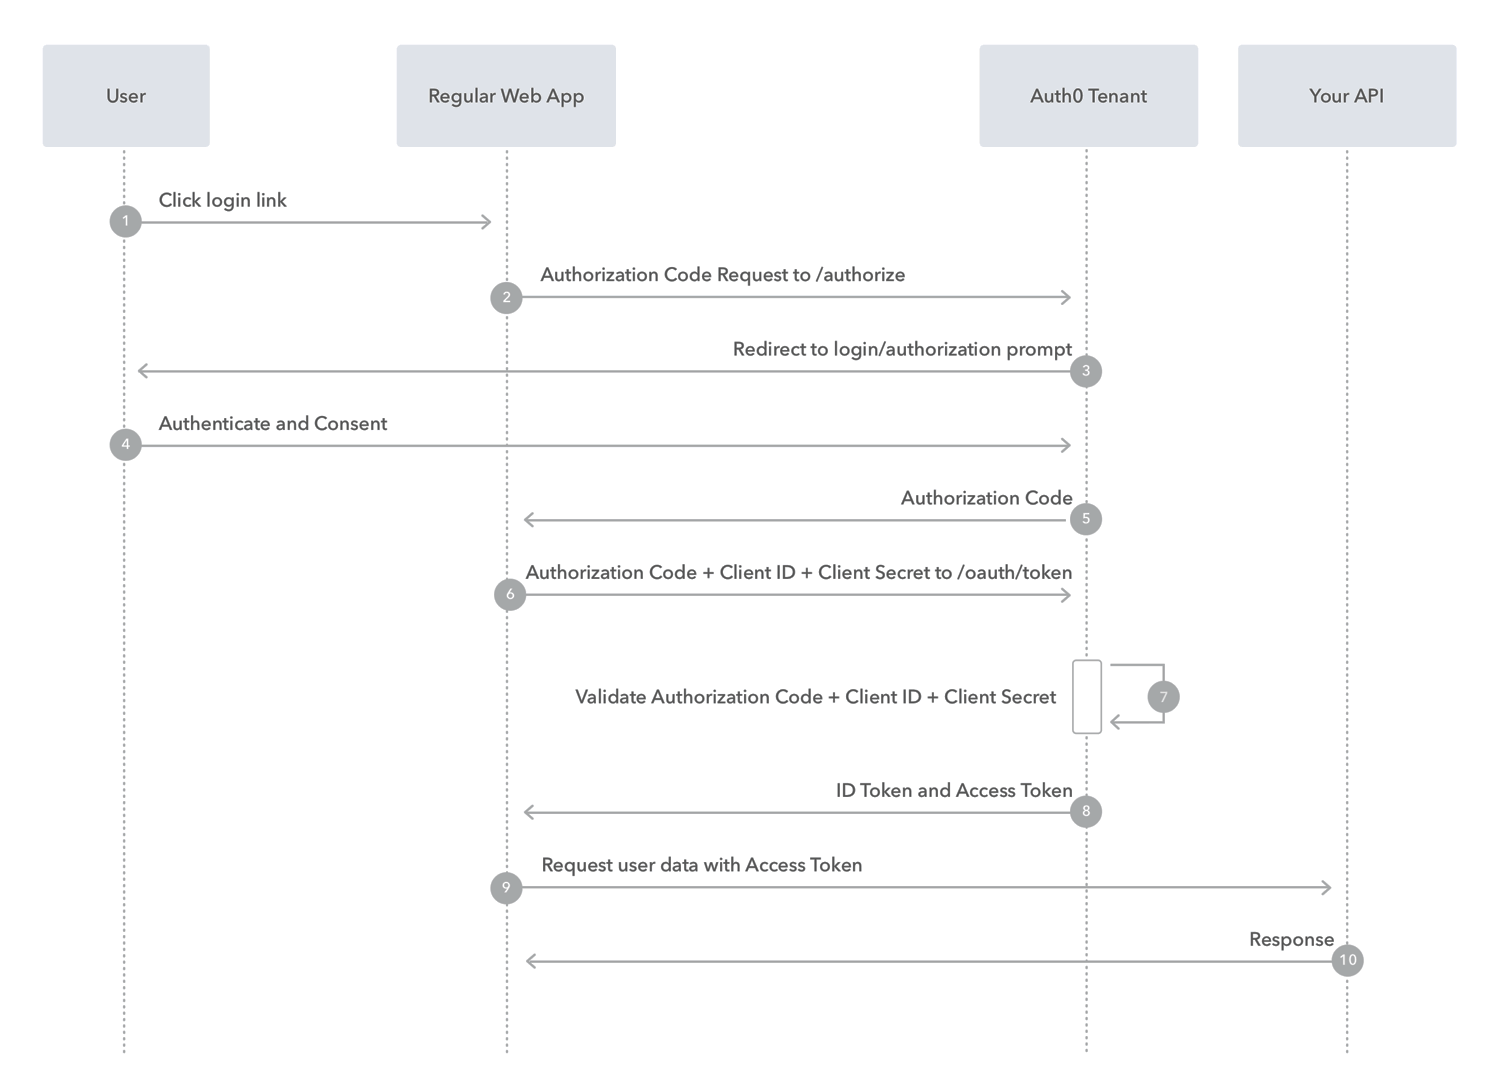 User
Regular Web App
Auth0 Tenant
Your API
Click login link
1
Authorization Code Request to /authorize
2
Redirect to login/authorization prompt
3
Authenticate and Consent
4
Authorization Code
5
Authorization Code + Client ID + Client Secret to /oauth/token
6
Validate Authorization Code + Client ID + Client Secret
7
ID Token and Access Token
8
Request user data with Access Token
9
Response
10